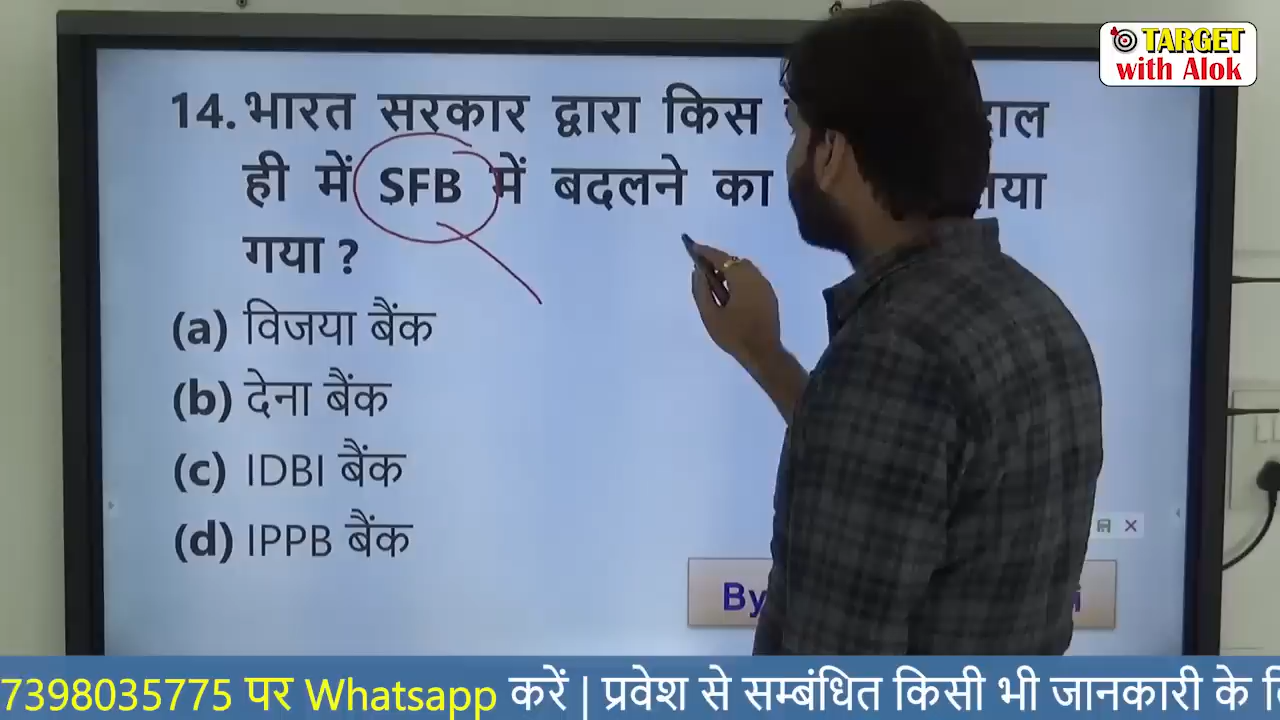 TARGET
with Alok
14. भारत सरकार द्वारा किस
ही में SFB में बदलने का
गया ?
(a) विजया बैंक
(b) देना बैंक
(c) IDBI बैंक
(d) IPPB बैंक
By
7398035775 पर Whatsapp करें | प्रवेश से सम्बंधित किसी भी जानकारी के